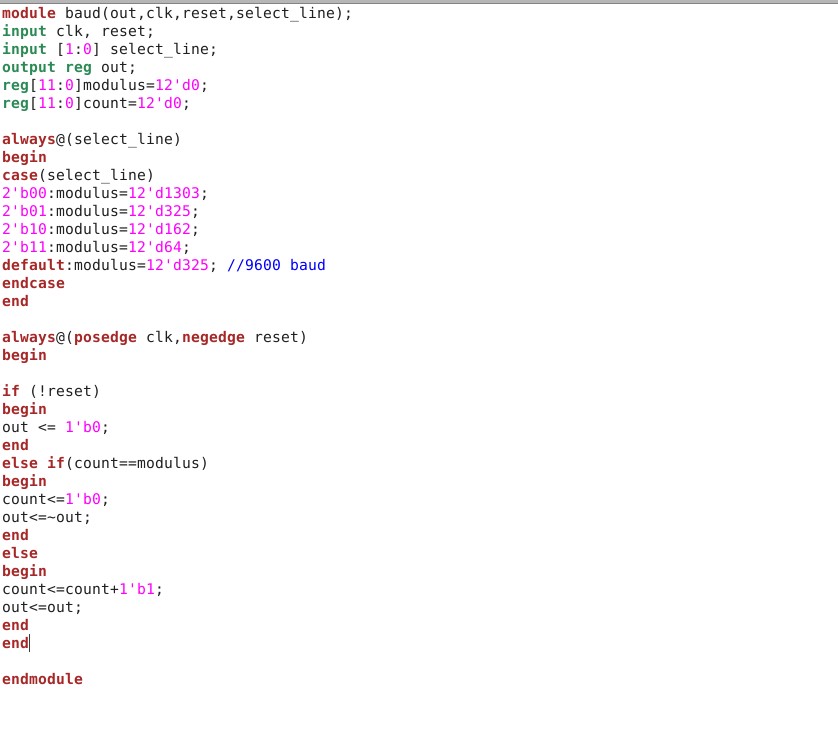 module baud(out,clk,reset,select_line);
input clk, reset;
input [1:0] select_line;
output reg out;
reg[11:0]modulus=12'd0;
reg[11:0]count=12'd0;
always@(select_line)
begin
case(select_line)
2'b00:modulus=12'd1303;
2'b01:modulus=12'd325;
2'b10:modulus=12'd162;
2'b11:modulus=12'd64;
default:modulus=12'd325; //9600 baud
endcase
end
always@(posedge clk,negedge reset)
begin
if (!reset)
begin
out <= 1'b0;
end
else if(count==modulus)
begin
count<=1'b0;
out<=~out;
end
else
begin
count<=count+1'b1;
out<=out;
end
end
endmodule